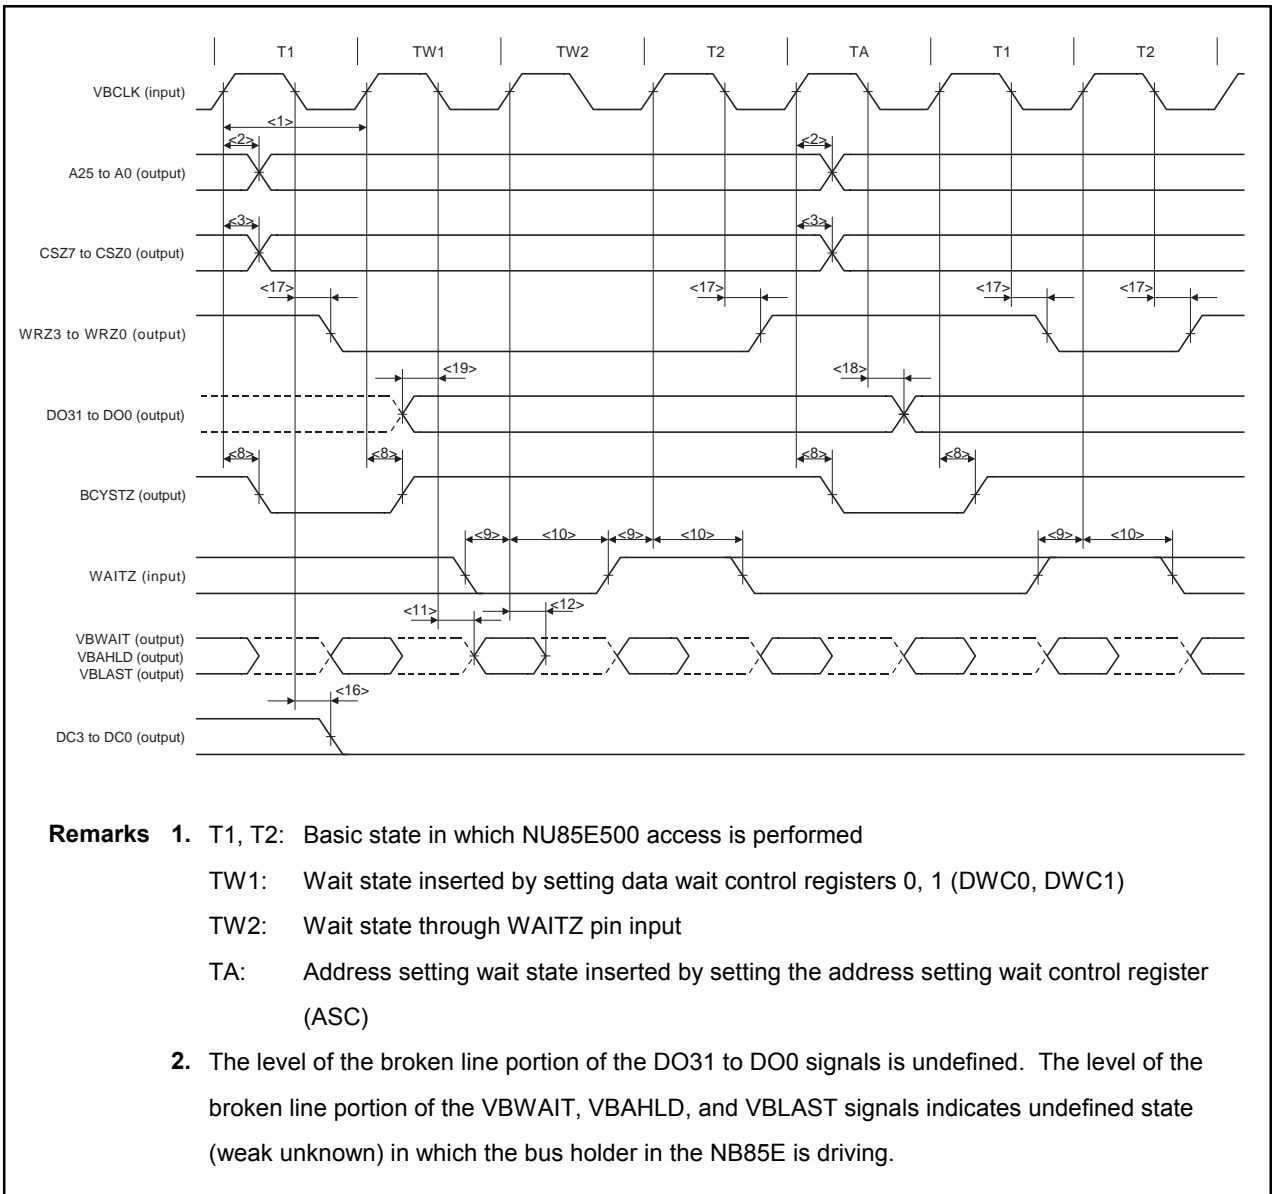 T1 TW1 TW2 T2 TA T1 T2
VBCLK (input)
<1>
<2> <2>
A25 to A0 (output)
<3> <3>
CSZ7 to CSZ0 (output)
<17> <17> <17> <17>
WRZ3 to WRZ0 (output)
<19> <18>
DO31 to DO0 (output)
<8> <8> <8> <8>
BCYSTZ (output)
<9> <10> <9> <10> <9> <10>
WAITZ (input)
<11> <12>
VBWAIT (output)
VBAHLD (output)
VBLAST (output)
<16>
DC3 to DC0 (output)
Remarks 1. T1, T2: Basic state in which NU85E500 access is performed
TW1: Wait state inserted by setting data wait control registers 0, 1 (DWC0, DWC1)
TW2: Wait state through WAITZ pin input
TA: Address setting wait state inserted by setting the address setting wait control register
(ASC)
2. The level of the broken line portion of the DO31 to DO0 signals is undefined. The level of the
broken line portion of the VBWAIT, VBAHLD, and VBLAST signals indicates undefined state
(weak unknown) in which the bus holder in the NB85E is driving.